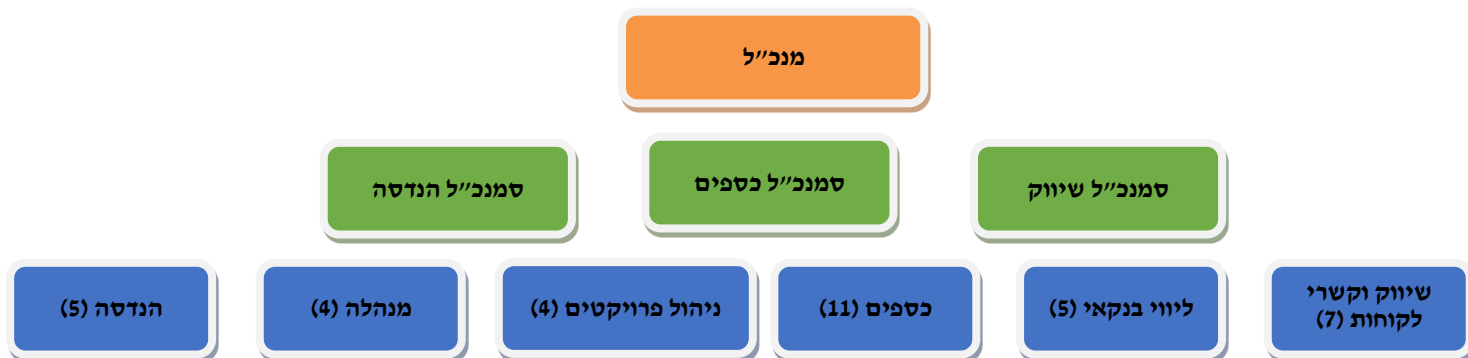 מנכ״ל
סמנכ״ל שיווק
סמנכ״ל כספים
סמנכ״ל הנדסה
שיווק וקשרי
לקוחות (7)
ליווי בנקאי (5)
כספים (11)
ניהול פרויקטים (4)
מנהלה (4)
הנדסה (5)